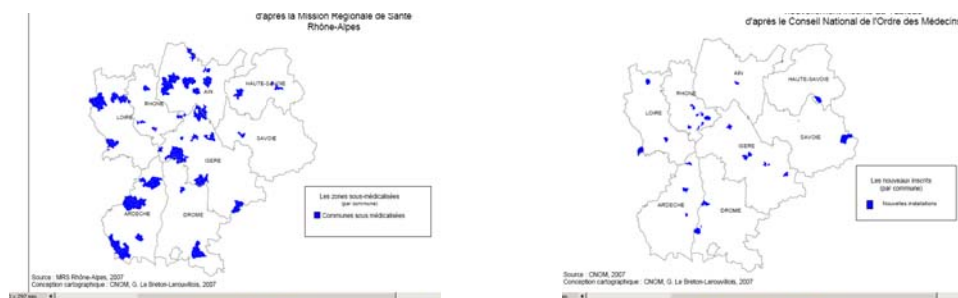 d'après la Mission Régionale de Santé
Rhône-Alpes
AIN
HAUTE-SAVOIE
RHONE
LOIRE
SAVOIE
ISERE
ARDECHE
DROME
Les zones sous-médicalisées
(par commune)
Communes sous médicalisées
Source : MRS Rhône-Alpes, 2007
Conception cartographique : CNOM, G. Le Breton-Lerouvillois, 2007
d'après le Conseil National de l'Ordre des Médecins
AIN
HAUTE-SAVOIE
RHONE
LOIRE
SAVOIE
ISERE
ARDECHE
DROME
Les nouveaux inscrits
(par commune)
Nouvelles installations
Source : CNOM, 2007
Conception cartographique : CNOM, G. Le Breton-Lerouvillois, 2007